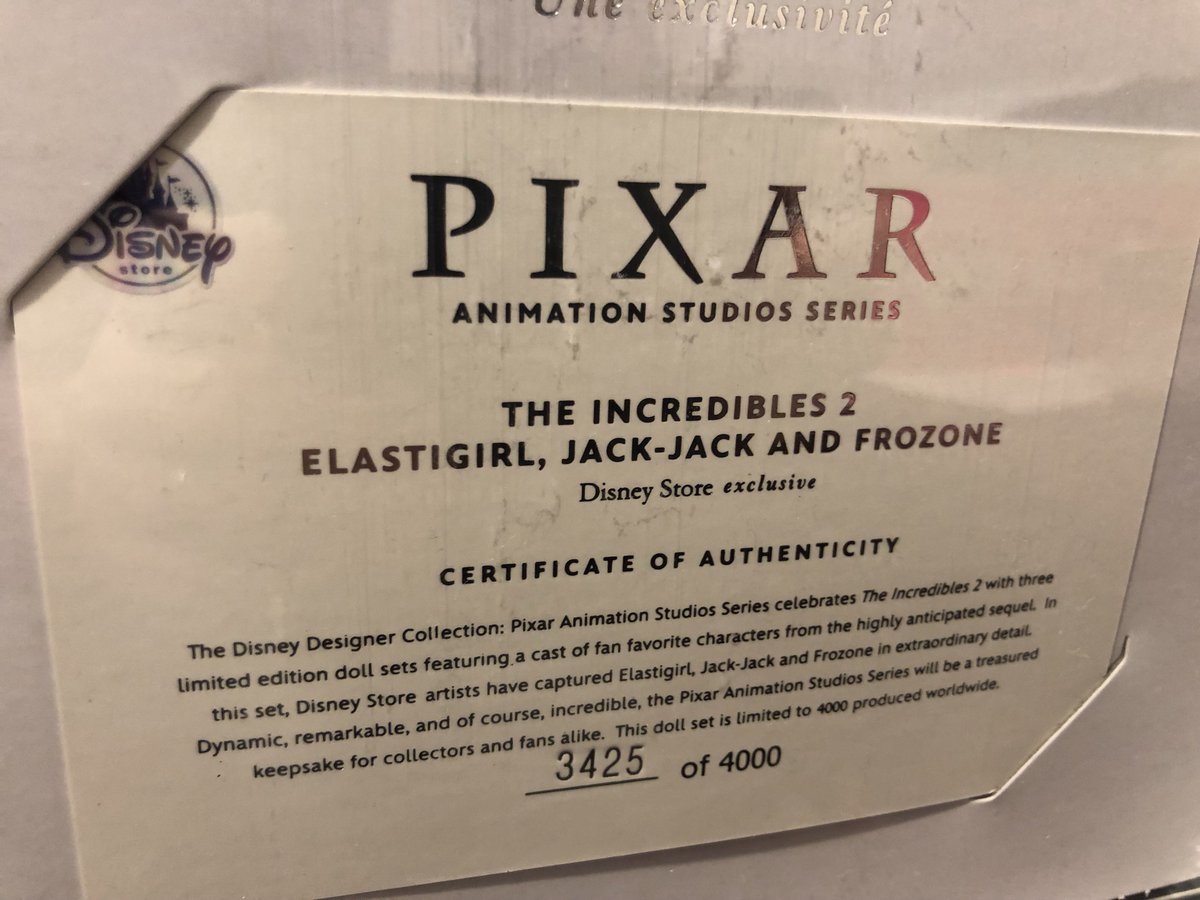 Une exclusivité
Disney
store
PIXAR
ANIMATION STUDIOS SERIES
THE INCREDIBLES 2
ELASTIGIRL, JACK-JACK AND FROZONE
Disney Store exclusive
CERTIFICATE OF AUTHENTICITY
The Disney Designer Collection: Pixar Animation Studios Series celebrates The Incredibles 2 with three
limited edition doll sets featuring a cast of fan favorite characters from the highly anticipated sequel. In
this set, Disney Store artists have captured Elastigirl, Jack-Jack and Frozone in extraordinary detail.
Dynamic, remarkable, and of course, incredible, the Pixar Animation Studios Series will be a treasured
keepsake for collectors and fans alike. This doll set is limited to 4000 produced worldwide.
3425 of 4000